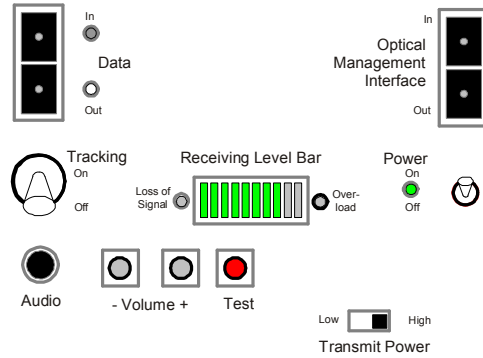 In
Data
Out
In
Optical
Management
Interface
Out
Tracking
On
Off
Receiving Level Bar
Loss of
Signal
Over-
load
Power
On
Off
Audio
- Volume +
Test
Low
High
Transmit Power